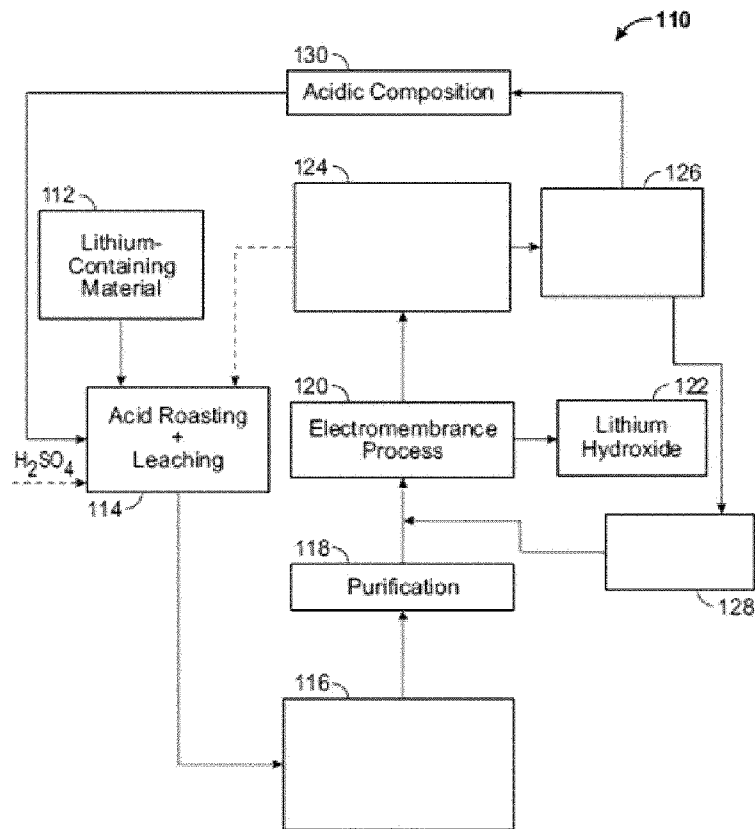 110
130
Acidic Composition
124
126
112
Lithium-
Containing
Material
120
122
Electromembrance
Process
Lithium
Hydroxide
Acid Roasting
+
Leaching
H2SO4
114
118
Purification
128
116